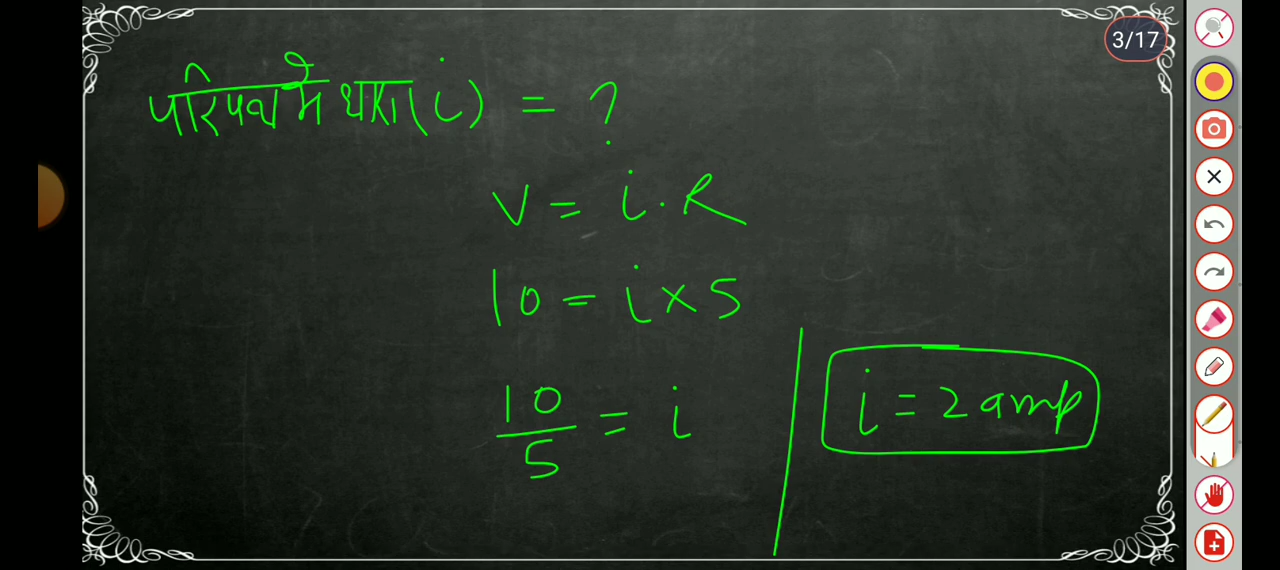 3/17
परिपथ में धारा (i) = ?
V = i . R
10 = i × 5
10/5 = i
i = 2 amp